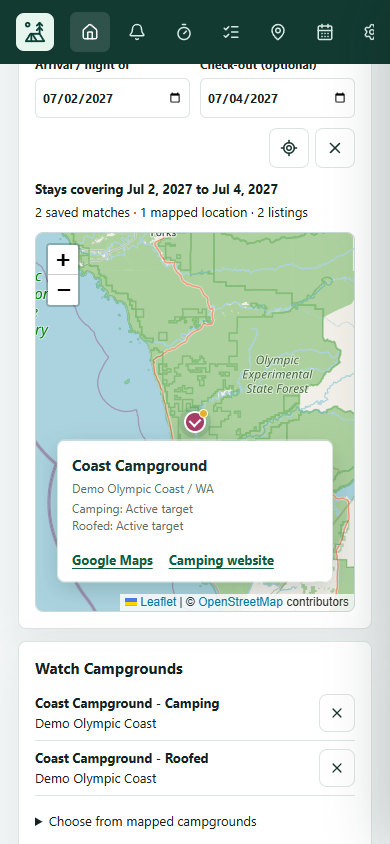 Arrival / night of
Check-out (optional)
07/02/2027
07/04/2027
Stays covering Jul 2, 2027 to Jul 4, 2027
2 saved matches · 1 mapped location · 2 listings
Forks
+
−
Olympic
Experimental
State Forest
Coast Campground
Demo Olympic Coast / WA
Camping: Active target
Roofed: Active target
Google Maps
Camping website
Leaflet | © OpenStreetMap contributors
Watch Campgrounds
Coast Campground - Camping
Demo Olympic Coast
Coast Campground - Roofed
Demo Olympic Coast
Choose from mapped campgrounds